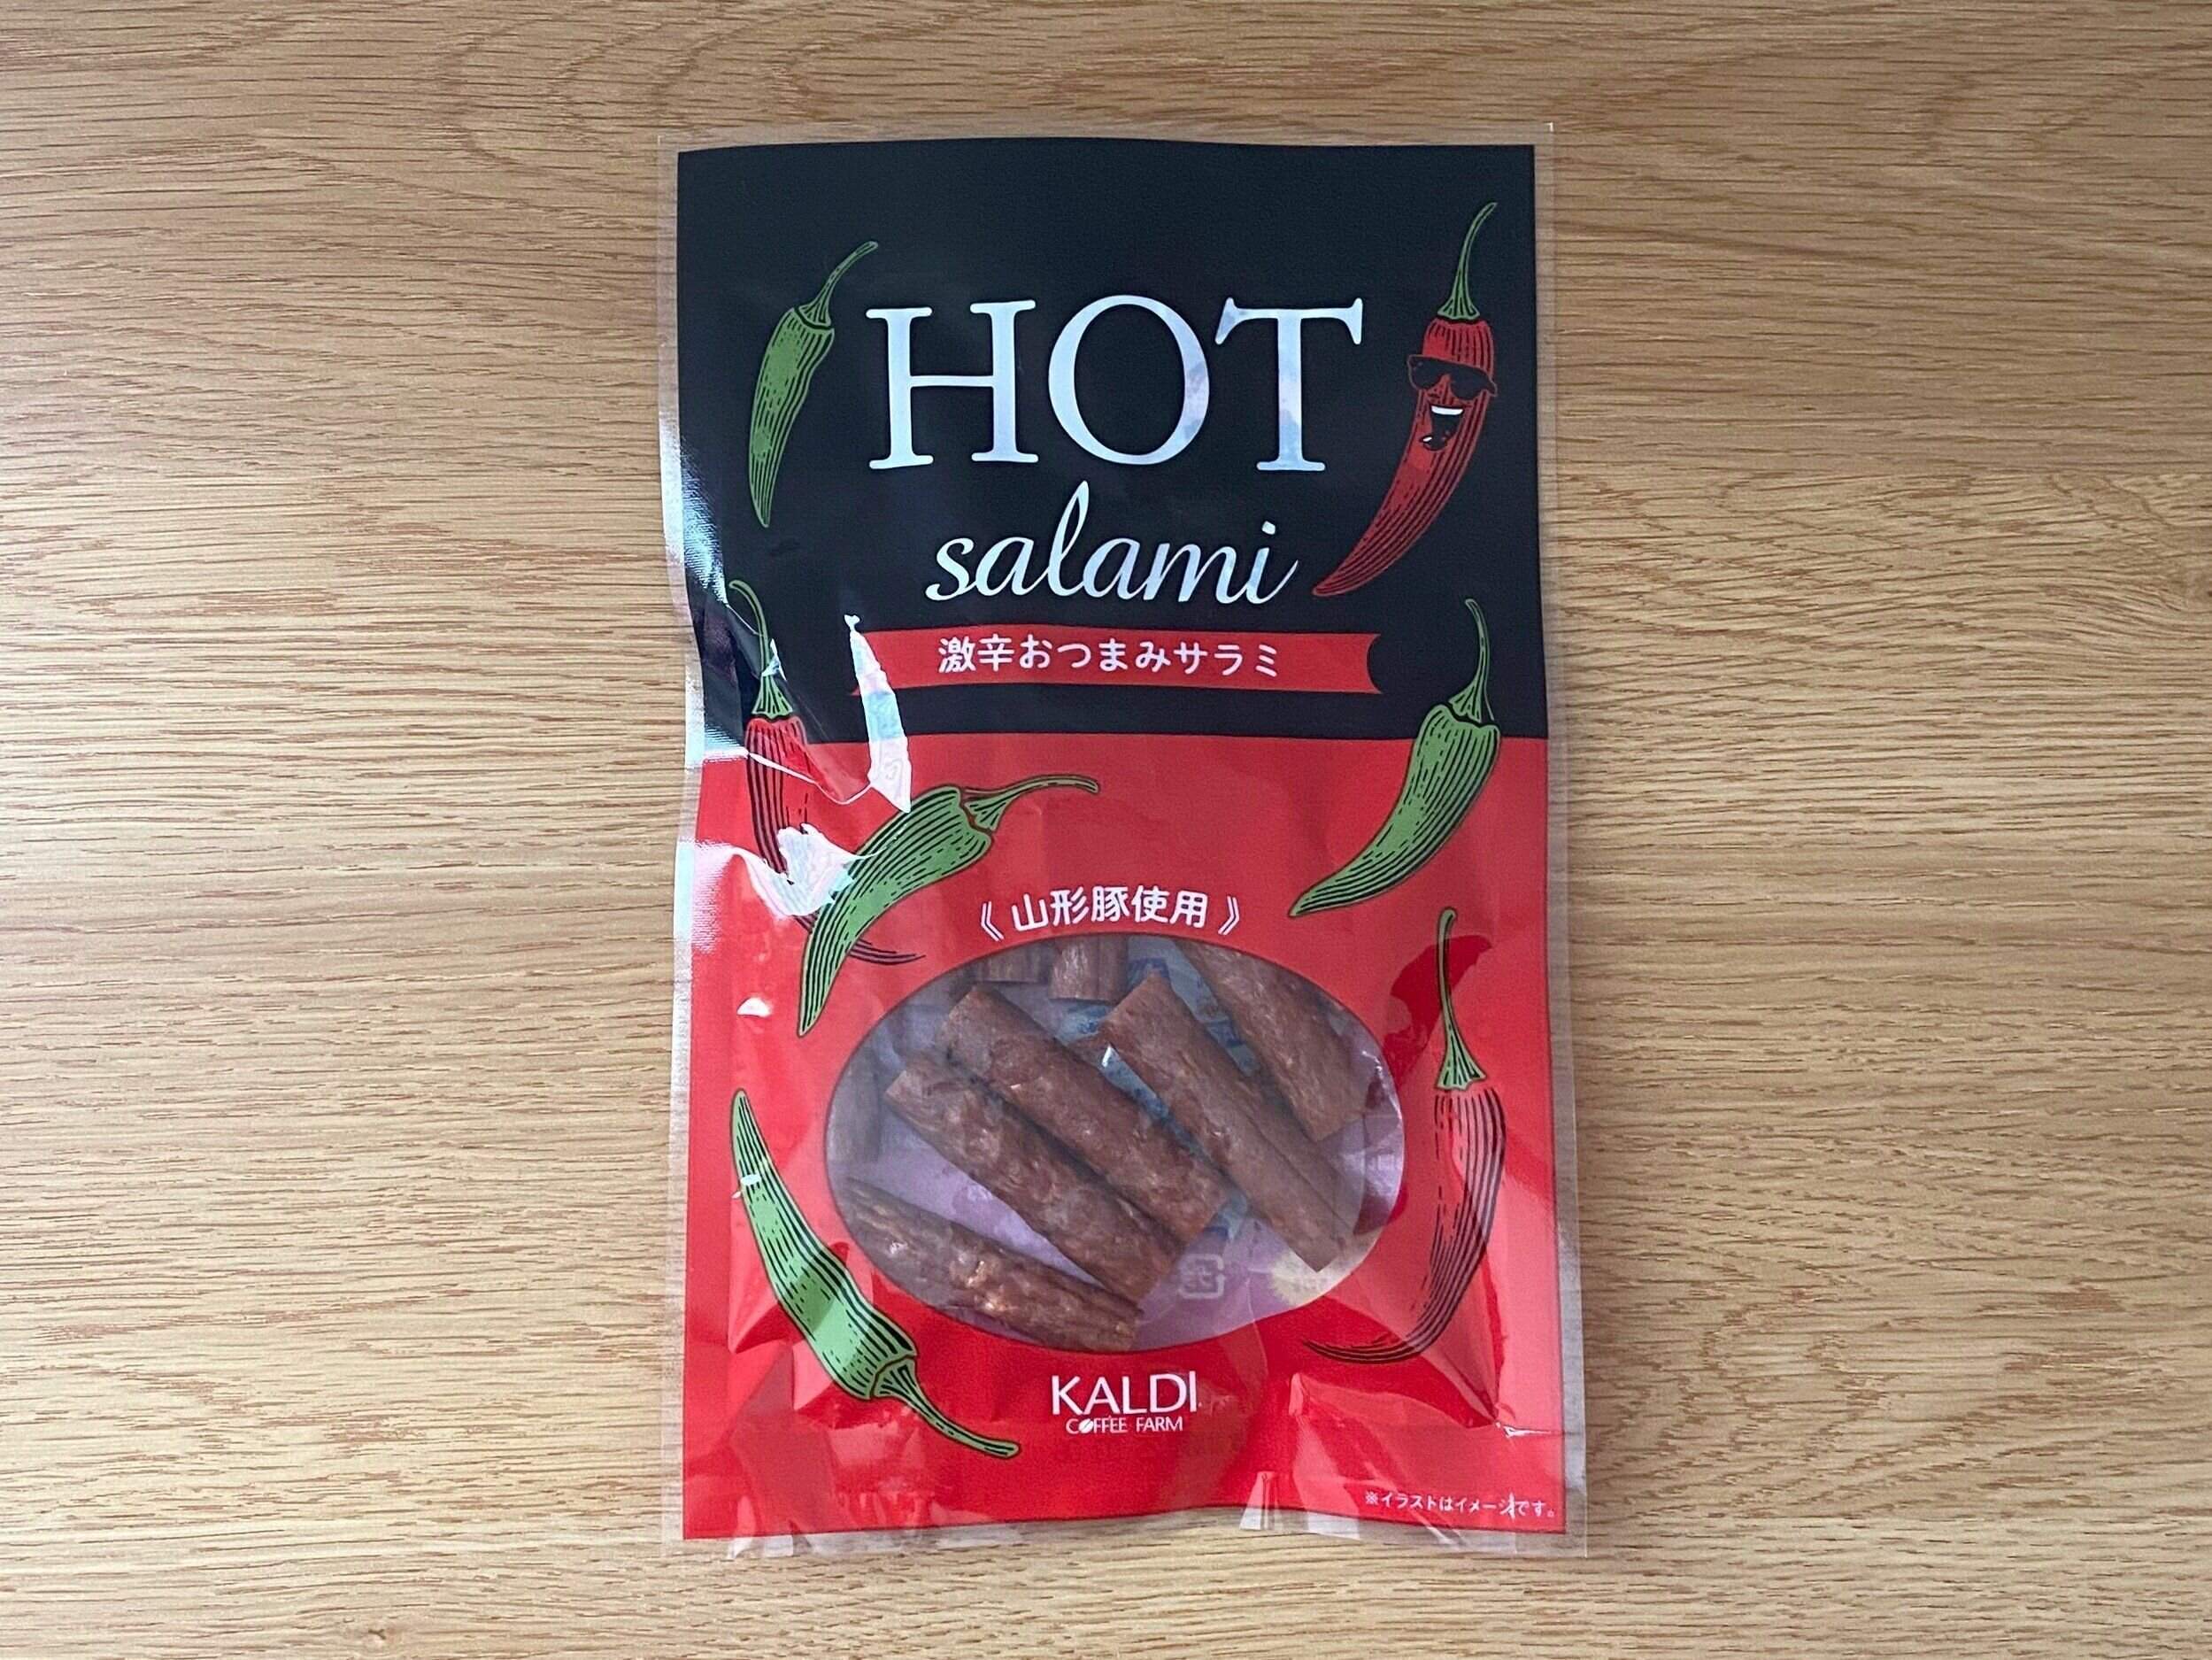 HOT
salami
激辛おつまみサラミ
《山形豚使用》
KALDI
COFFEE FARM
※イラストはイメージです。